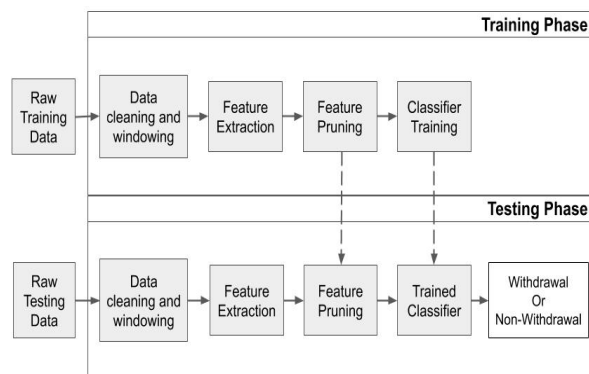 Training Phase
Raw
Training
Data
Data
cleaning and
windowing
Feature
Extraction
Feature
Pruning
Classifier
Training
Testing Phase
Raw
Testing
Data
Data
cleaning and
windowing
Feature
Extraction
Feature
Pruning
Trained
Classifier
Withdrawal
Or
Non-Withdrawal